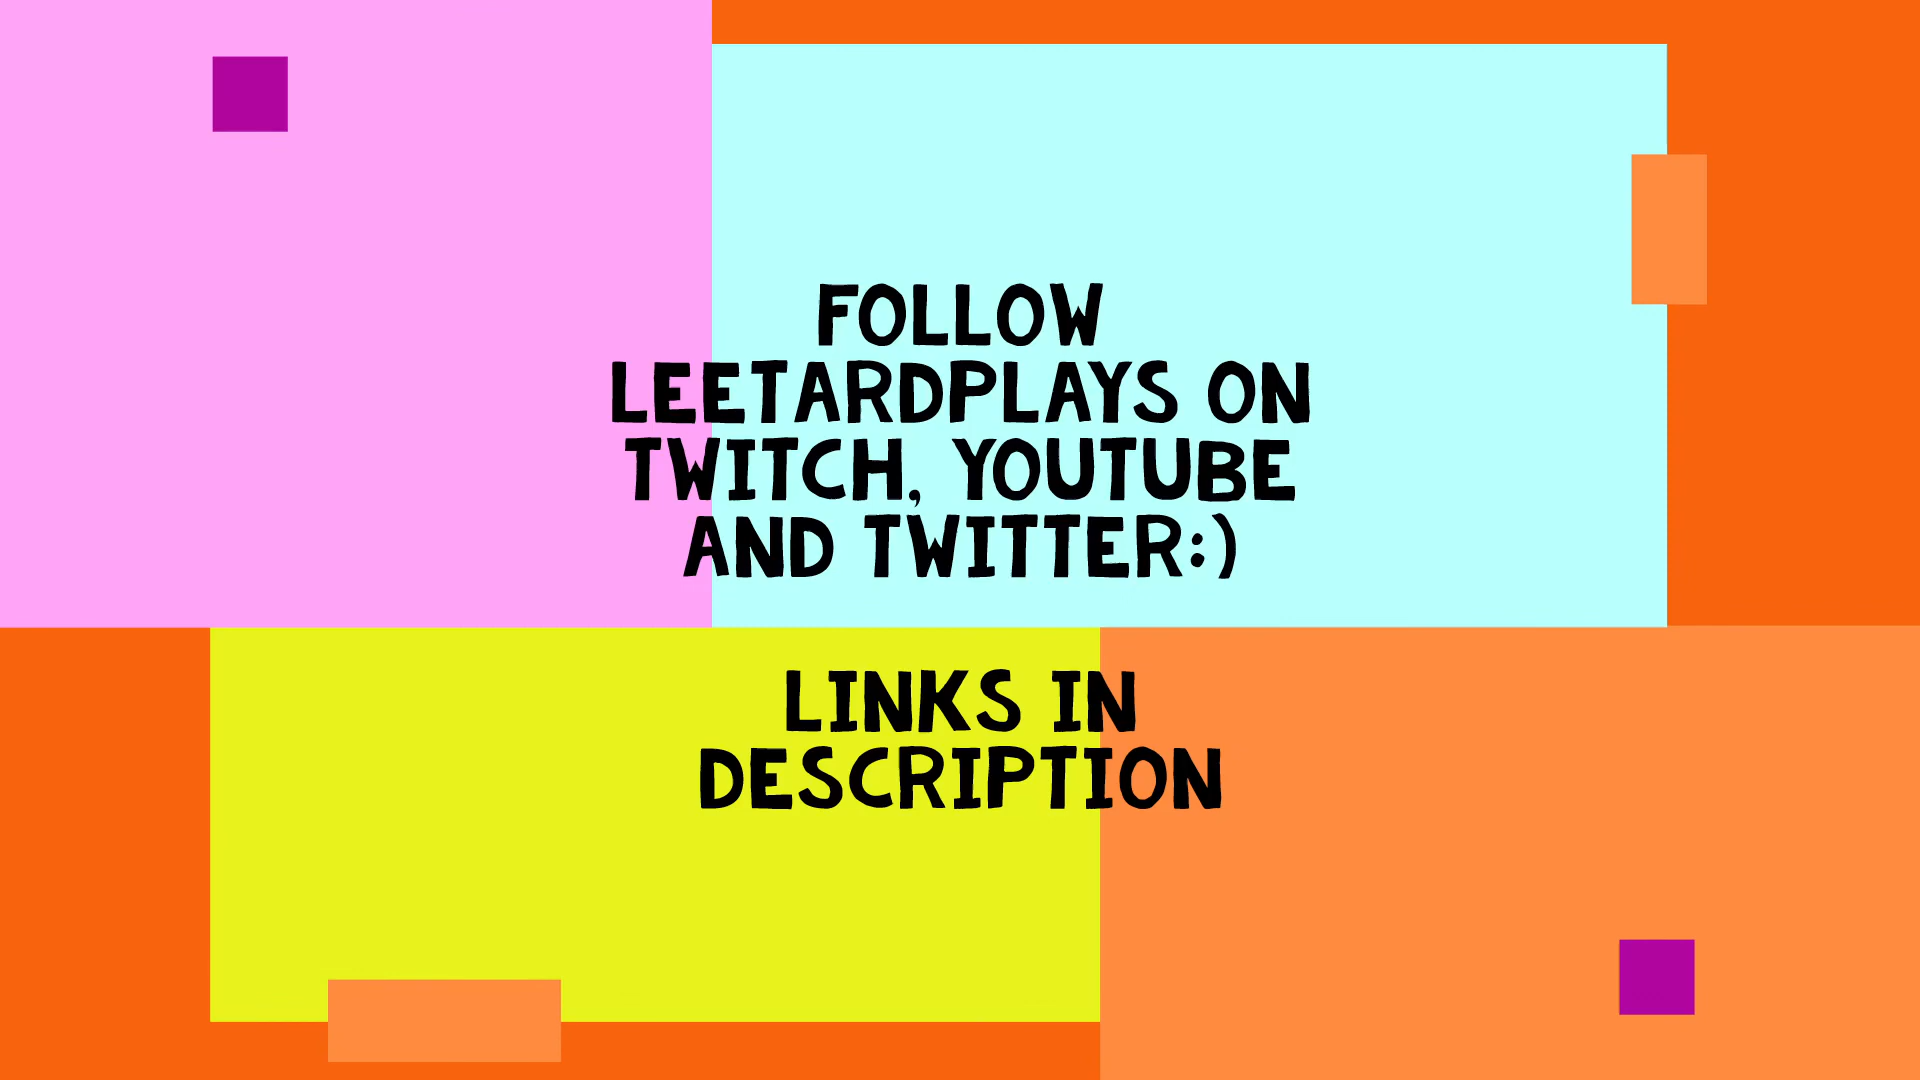 FOLLOW
LEETARDPLAYS ON
TWITCH, YOUTUBE
AND TWITTER:)
LINKS IN
DESCRIPTION